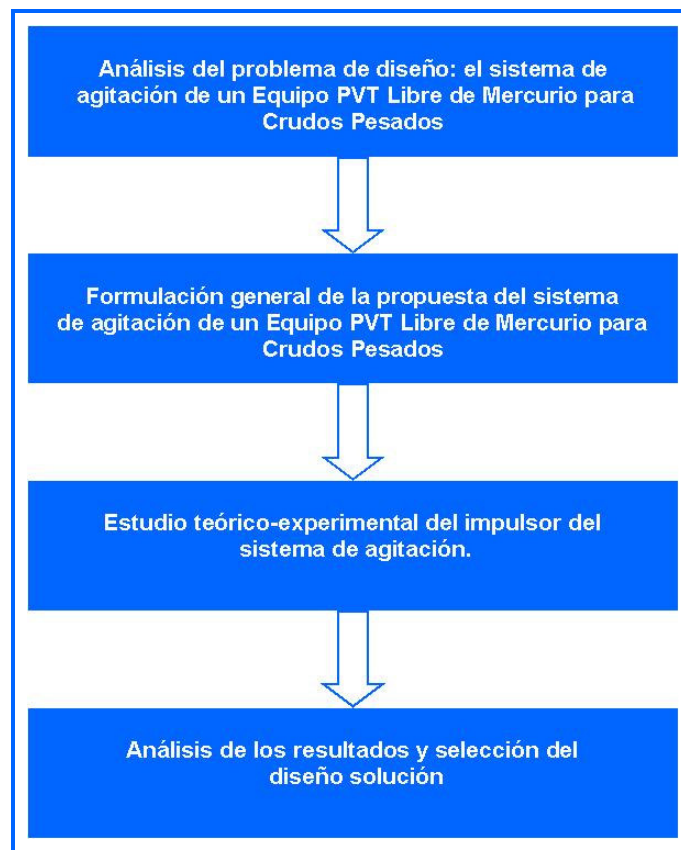 Análisis del problema de diseño: el sistema de
agitación de un Equipo PVT Libre de Mercurio para
Crudos Pesados
Formulación general de la propuesta del sistema
de agitación de un Equipo PVT Libre de Mercurio para
Crudos Pesados
Estudio teórico-experimental del impulsor del
sistema de agitación.
Análisis de los resultados y selección del
diseño solución